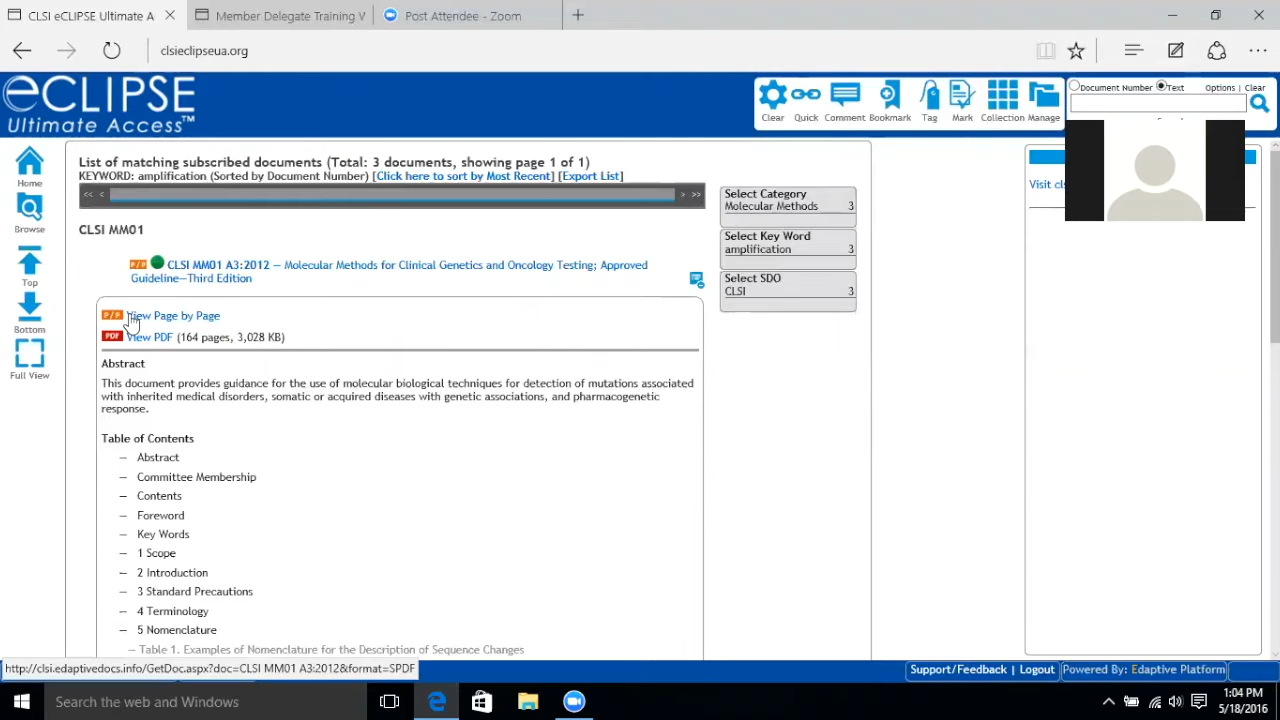 CLSI eCLIPSE Ultimate Acc
Member Delegate Training V
Post Attendee - Zoom
clsieclipseua.org
eCLIPSE
Ultimate Access™
Clear
Quick
Comment
Bookmark
Tag
Mark
Collection
Manage
Document Number
Text
Options | Clear
Home
Browse
Top
Bottom
Full View
List of matching subscribed documents (Total: 3 documents, showing page 1 of 1)
KEYWORD: amplification (Sorted by Document Number) [Click here to sort by Most Recent] [Export List]
<< <
> >>
CLSI MM01
P/P CLSI MM01 A3:2012 — Molecular Methods for Clinical Genetics and Oncology Testing; Approved
Guideline—Third Edition
P/P View Page by Page
PDF View PDF (164 pages, 3,028 KB)
Abstract
This document provides guidance for the use of molecular biological techniques for detection of mutations associated
with inherited medical disorders, somatic or acquired diseases with genetic associations, and pharmacogenetic
response.
Table of Contents
— Abstract
— Committee Membership
— Contents
— Foreword
— Key Words
— 1 Scope
— 2 Introduction
— 3 Standard Precautions
— 4 Terminology
— 5 Nomenclature
— Table 1. Examples of Nomenclature for the Description of Sequence Changes
Select Category
Molecular Methods 3
Select Key Word
amplification 3
Select SDO
CLSI 3
Visit cl
http://clsi.edaptivedocs.info/GetDoc.aspx?doc=CLSI MM01 A3:2012&format=SPDF
Support/Feedback | Logout
Powered By: Edaptive Platform
Search the web and Windows
1:04 PM
5/18/2016